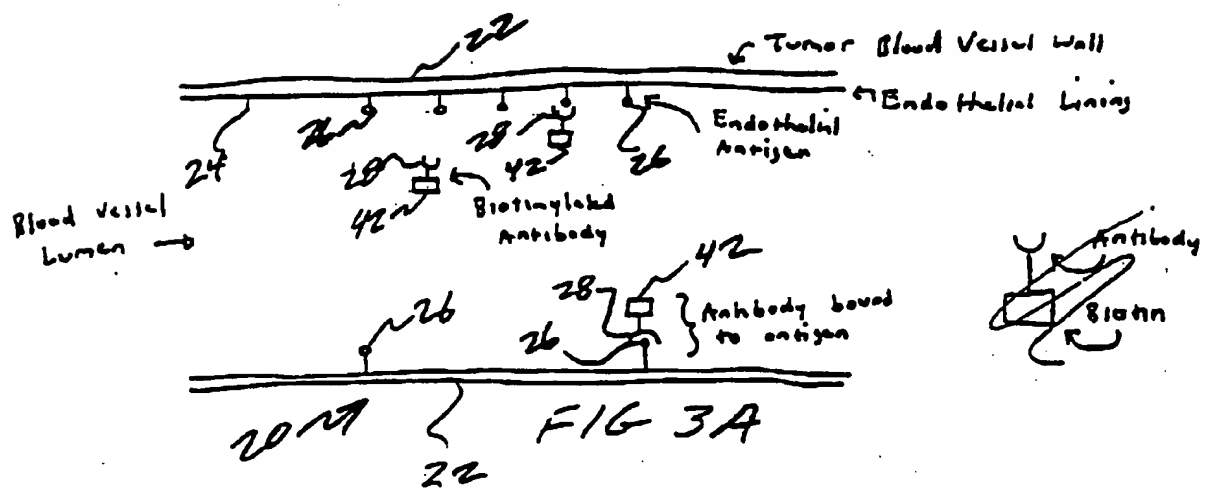 22
Tumor Blood Vessel Wall
Endothelial Lining
24
26
28
42
26
Endothelial
Antigen
28
42
Biotinylated
Antibody
Blood Vessel
Lumen
Antibody
Biotin
42
28
26
26
Antibody bound
to antigen
20
22
FIG 3A